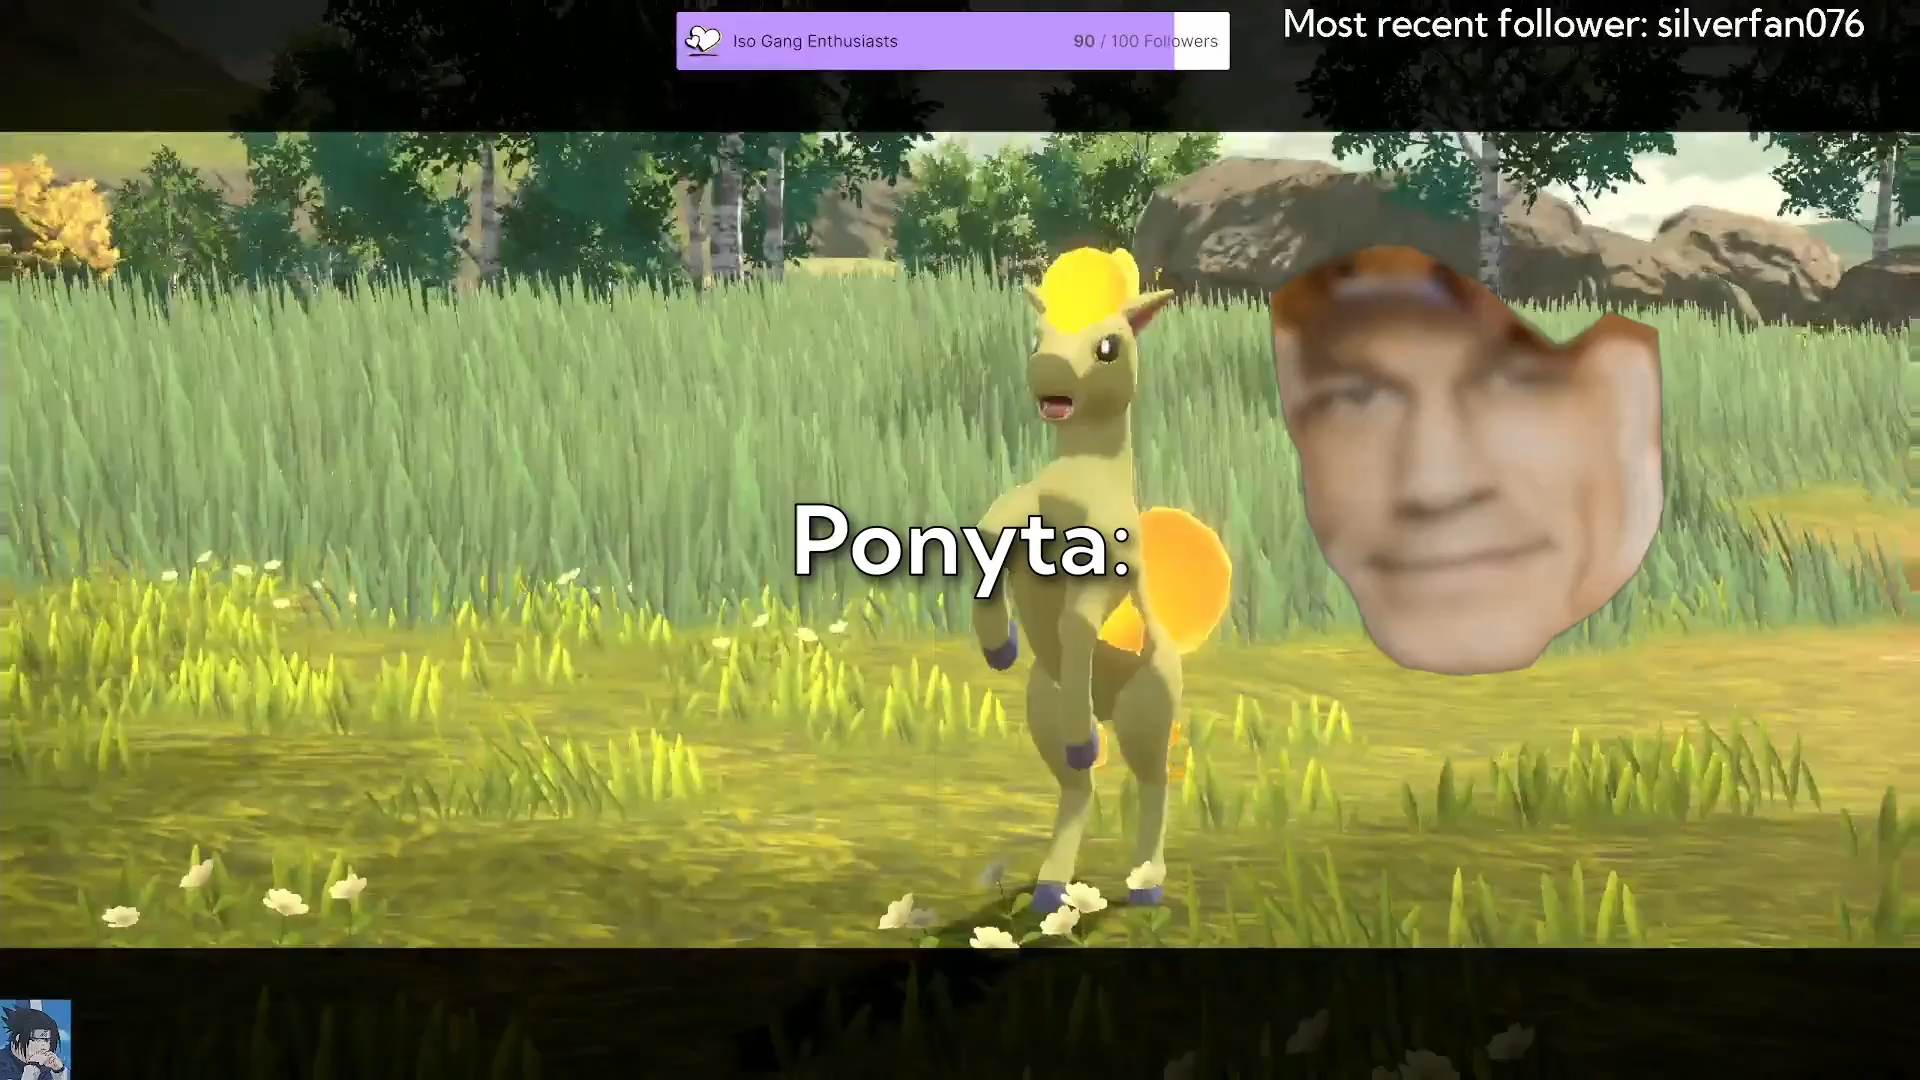 Iso Gang Enthusiasts
90 / 100 Followers
Most recent follower: silverfan076
Ponyta: